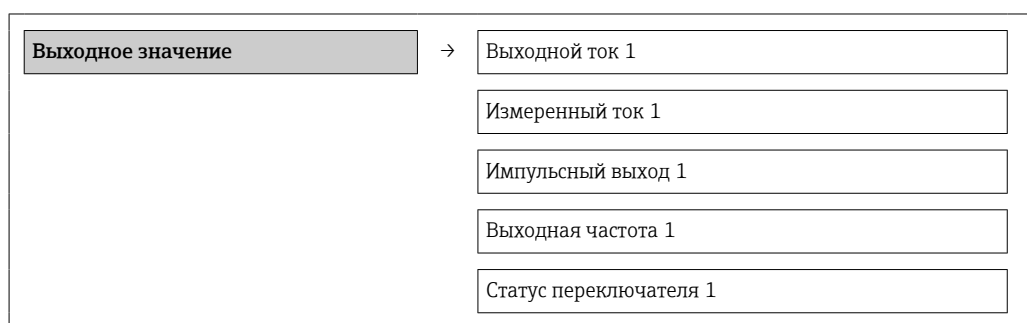 Выходное значение → Выходной ток 1
Измеренный ток 1
Импульсный выход 1
Выходная частота 1
Статус переключателя 1